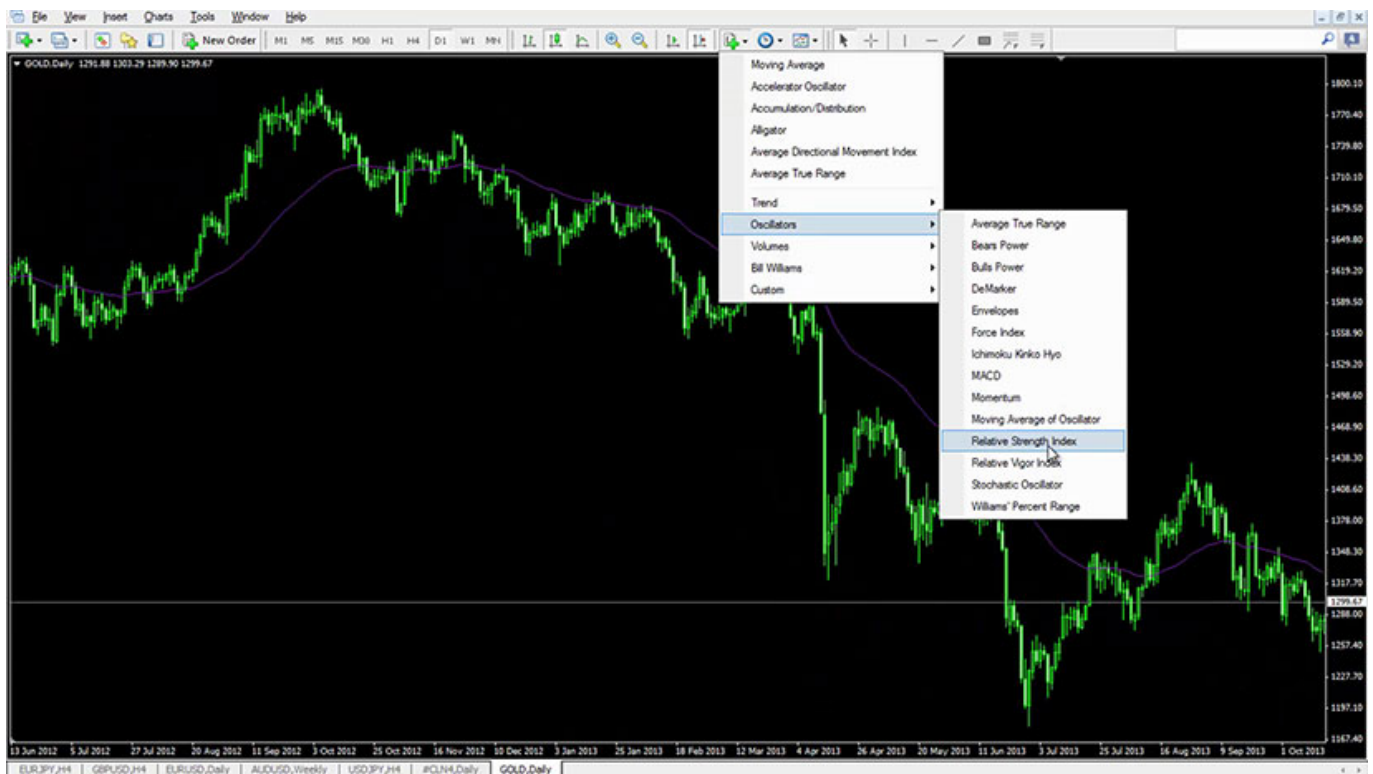 File View Insert Charts Tools Window Help
New Order M1 M5 M15 M30 H1 H4 D1 W1 MN
GOLD,Daily 1291.88 1303.29 1289.90 1299.67
Moving Average
Accelerator Oscillator
Accumulation/Distribution
Alligator
Average Directional Movement Index
Average True Range
Trend
Oscillators
Volumes
Bill Williams
Custom
Average True Range
Bears Power
Bulls Power
DeMarker
Envelopes
Force Index
Ichimoku Kinko Hyo
MACD
Momentum
Moving Average of Oscillator
Relative Strength Index
Relative Vigor Index
Stochastic Oscillator
Williams' Percent Range
1800.10
1770.40
1739.80
1710.10
1679.50
1649.80
1619.20
1589.50
1558.90
1529.20
1498.60
1468.90
1438.30
1408.60
1378.00
1348.30
1317.70
1299.67
1288.00
1257.40
1227.70
1197.10
1167.40
13 Jun 2012 5 Jul 2012 27 Jul 2012 20 Aug 2012 11 Sep 2012 3 Oct 2012 25 Oct 2012 16 Nov 2012 10 Dec 2012 3 Jan 2013 25 Jan 2013 18 Feb 2013 12 Mar 2013 4 Apr 2013 26 Apr 2013 20 May 2013 11 Jun 2013 3 Jul 2013 25 Jul 2013 16 Aug 2013 9 Sep 2013 1 Oct 2013
EURJPY,H4 GBPUSD,H4 EURUSD,Daily AUDUSD,Weekly USDJPY,H4 #CLN4,Daily GOLD,Daily